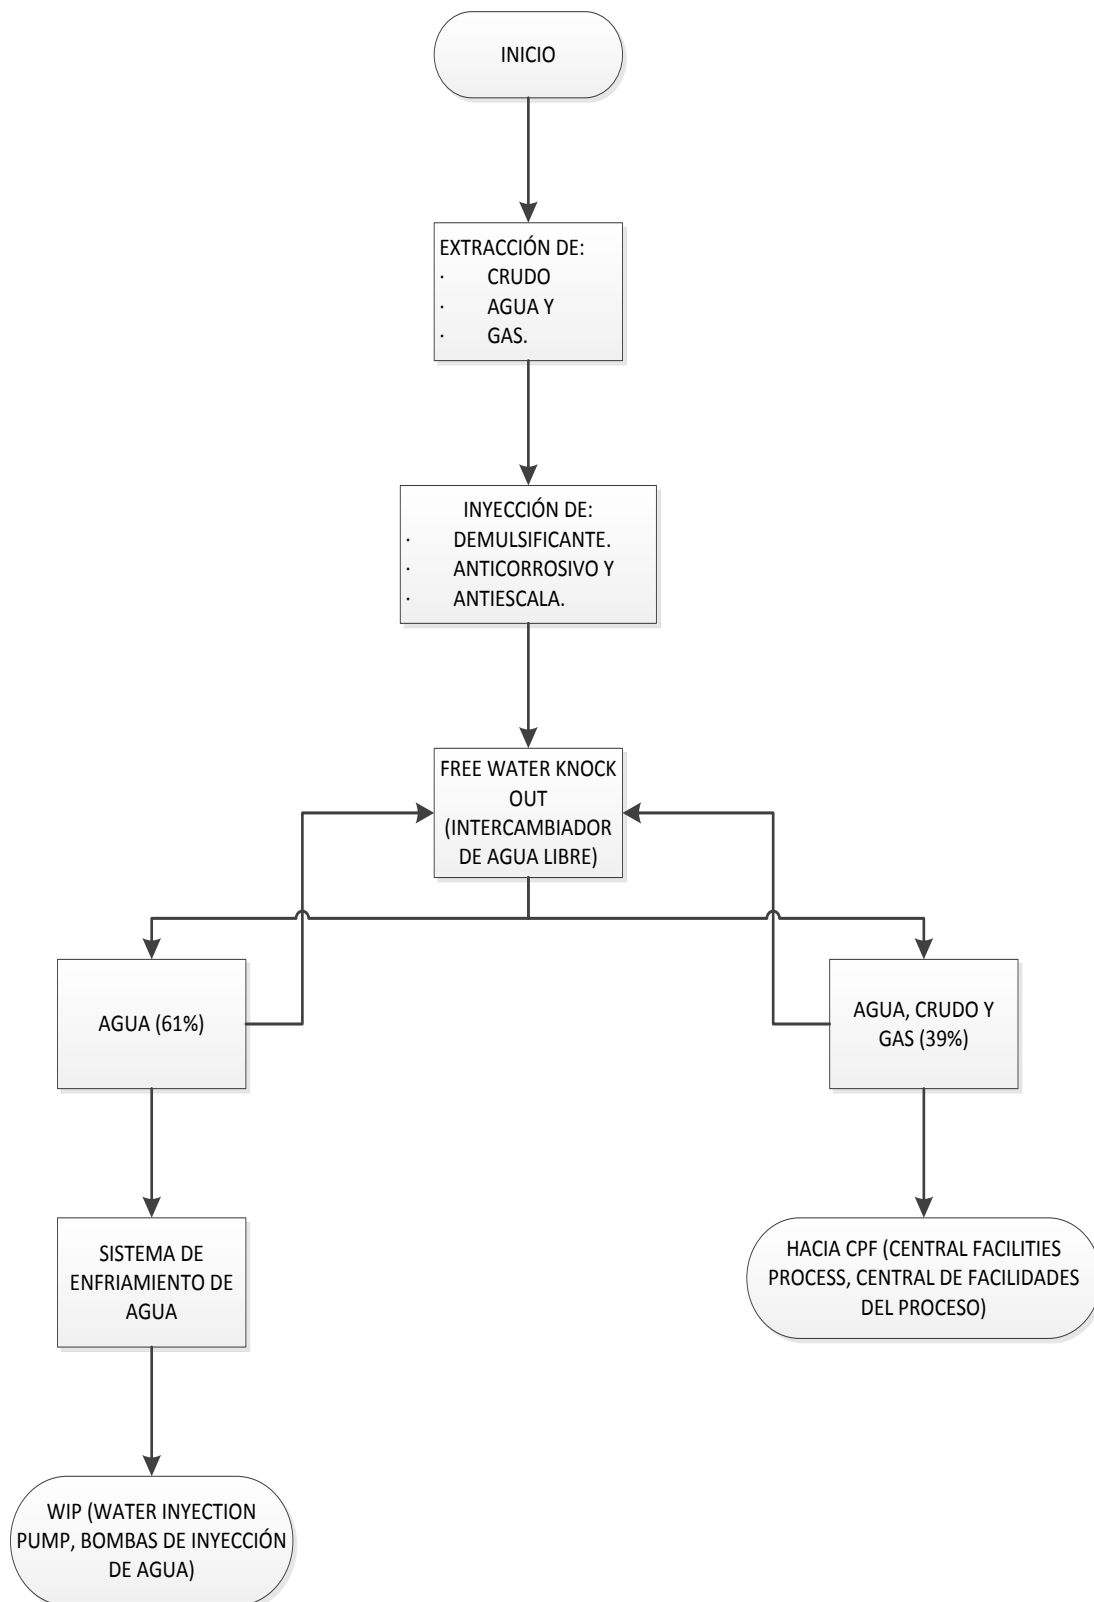 INICIO
EXTRACCIÓN DE:
· CRUDO
· AGUA Y
· GAS.
INYECCIÓN DE:
· DEMULSIFICANTE.
· ANTICORROSIVO Y
· ANTIESCALA.
FREE WATER KNOCK
OUT
(INTERCAMBIADOR
DE AGUA LIBRE)
AGUA (61%)
AGUA, CRUDO Y
GAS (39%)
SISTEMA DE
ENFRIAMIENTO DE
AGUA
HACIA CPF (CENTRAL FACILITIES
PROCESS, CENTRAL DE FACILIDADES
DEL PROCESO)
WIP (WATER INYECTION
PUMP, BOMBAS DE INYECCIÓN
DE AGUA)